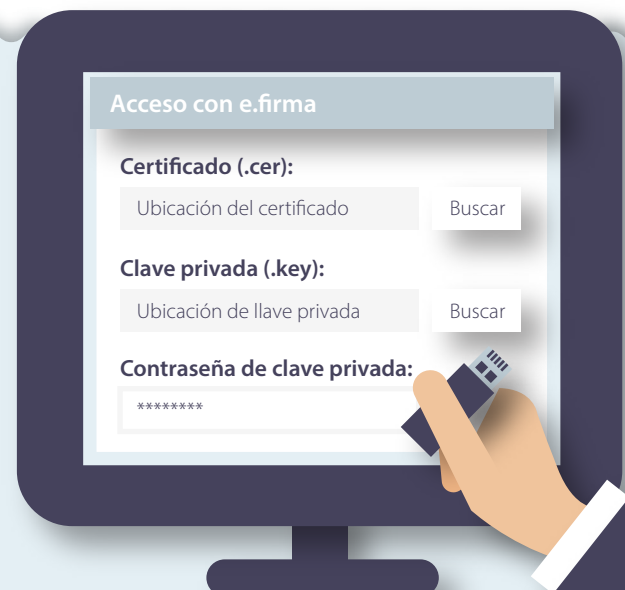 Acceso con e.firma
Certificado (.cer):
Ubicación del certificado
Buscar
Clave privada (.key):
Ubicación de llave privada
Buscar
Contraseña de clave privada:
********